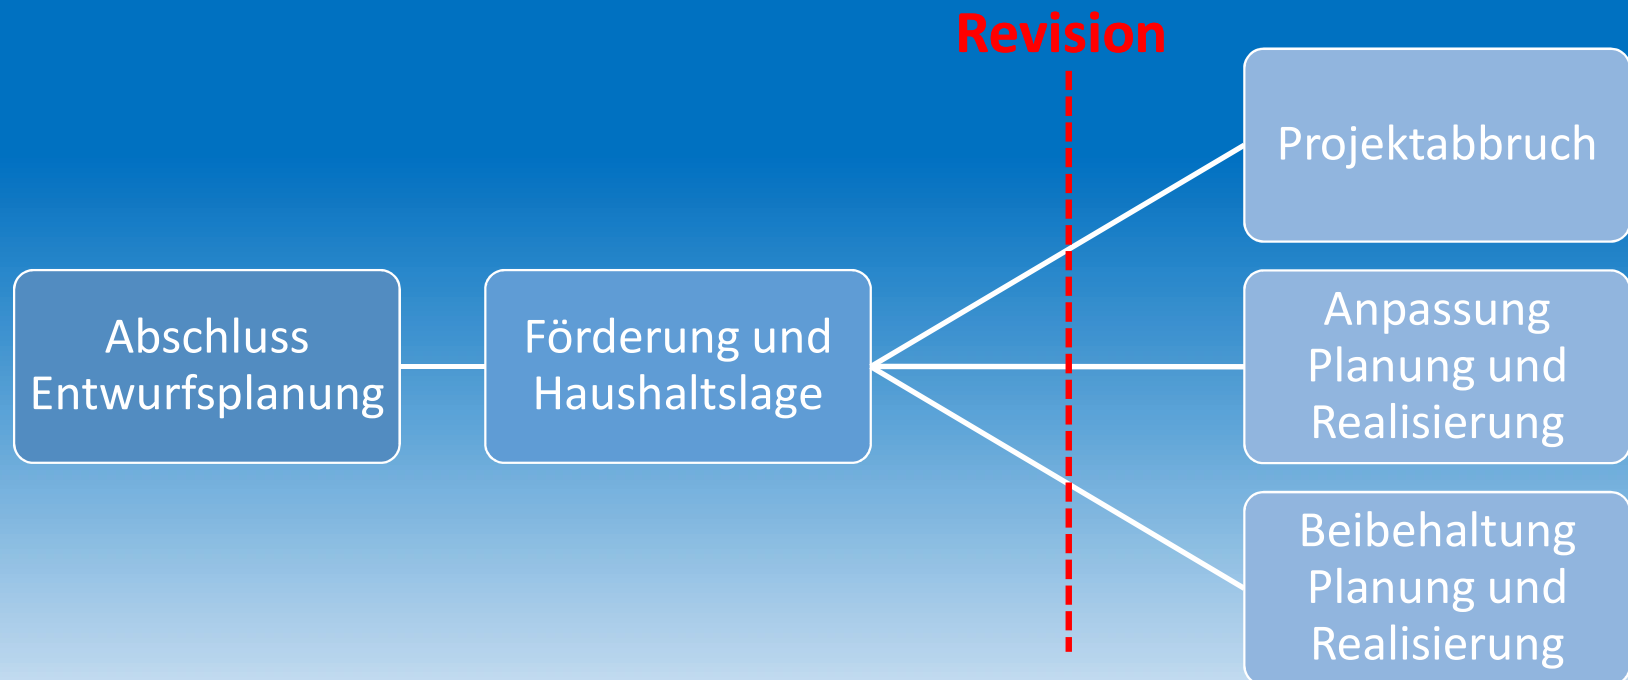 Revision
Abschluss
Entwurfsplanung
Förderung und
Haushaltslage
Projektabbruch
Anpassung
Planung und
Realisierung
Beibehaltung
Planung und
Realisierung